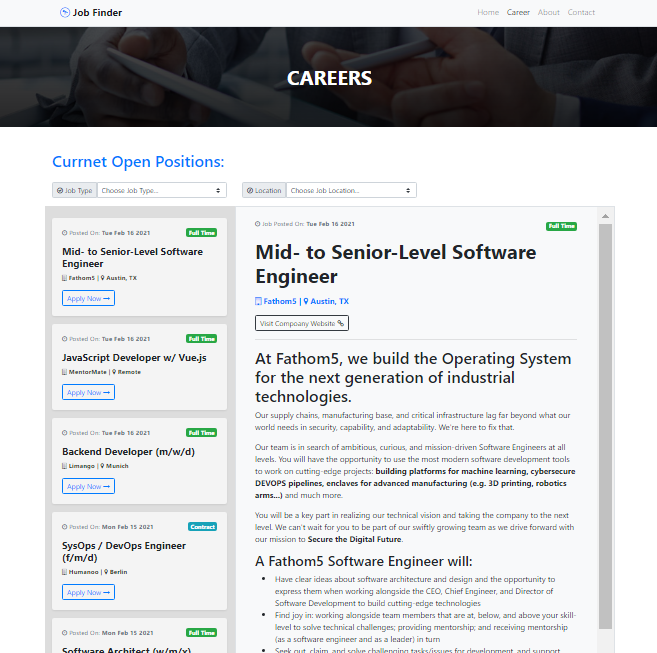 Job Finder
Home Career About Contact
CAREERS
Currnet Open Positions:
Job Type Choose Job Type...
Location Choose Job Location...
Posted On: Tue Feb 16 2021 Full Time
Mid- to Senior-Level Software
Engineer
Fathom5 | Austin, TX
Apply Now
Posted On: Tue Feb 16 2021 Full Time
JavaScript Developer w/ Vue.js
MentorMate | Remote
Apply Now
Posted On: Tue Feb 16 2021 Full Time
Backend Developer (m/w/d)
Limango | Munich
Apply Now
Posted On: Mon Feb 15 2021 Contract
SysOps / DevOps Engineer
(f/m/d)
Humanoo | Berlin
Apply Now
Posted On: Mon Feb 15 2021 Full Time
Software Architect (w/m/x)
Job Posted On: Tue Feb 16 2021 Full Time
Mid- to Senior-Level Software
Engineer
Fathom5 | Austin, TX
Visit Compoany Website
At Fathom5, we build the Operating System
for the next generation of industrial
technologies.
Our supply chains, manufacturing base, and critical infrastructure lag far beyond what our
world needs in security, capability, and adaptability. We're here to fix that.
Our team is in search of ambitious, curious, and mission-driven Software Engineers at all
levels. You will have the opportunity to use the most modern software development tools
to work on cutting-edge projects: building platforms for machine learning, cybersecure
DEVOPS pipelines, enclaves for advanced manufacturing (e.g. 3D printing, robotics
arms...) and much more.
You will be a key part in realizing our technical vision and taking the company to the next
level. We can't wait for you to be part of our swiftly growing team as we drive forward with
our mission to Secure the Digital Future.
A Fathom5 Software Engineer will:
Have clear ideas about software architecture and design and the opportunity to
express them when working alongside the CEO, Chief Engineer, and Director of
Software Development to build cutting-edge technologies
Find joy in: working alongside team members that are at, below, and above your skill-
level to solve technical challenges; providing mentorship; and receiving mentorship
(as a software engineer and as a leader) in turn
Seek out, claim, and solve challenging tasks/issues for development, and support